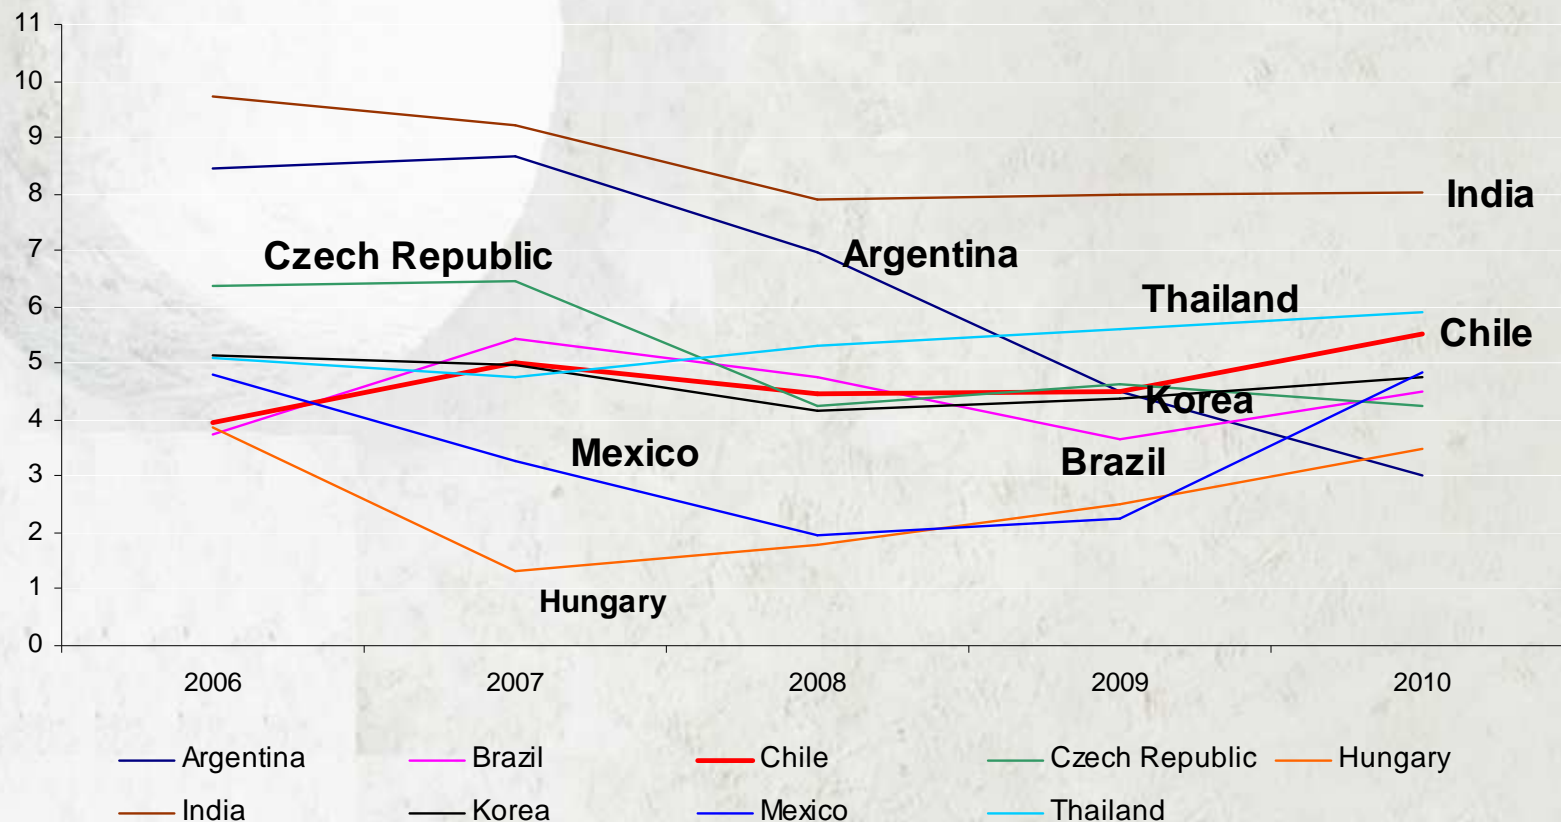 11
10
9
8
7
6
5
4
3
2
1
0
India
Czech Republic
Argentina
Thailand
Chile
Korea
Mexico
Brazil
Hungary
2006 2007 2008 2009 2010
Argentina Brazil Chile Czech Republic Hungary
India Korea Mexico Thailand